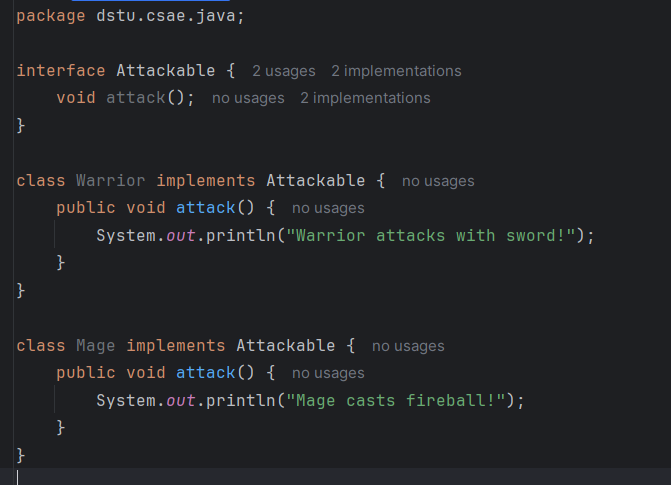 package dstu.csae.java;
interface Attackable { 2 usages 2 implementations
void attack(); no usages 2 implementations
}
class Warrior implements Attackable { no usages
public void attack() { no usages
System.out.println("Warrior attacks with sword!");
}
}
class Mage implements Attackable { no usages
public void attack() { no usages
System.out.println("Mage casts fireball!");
}
}